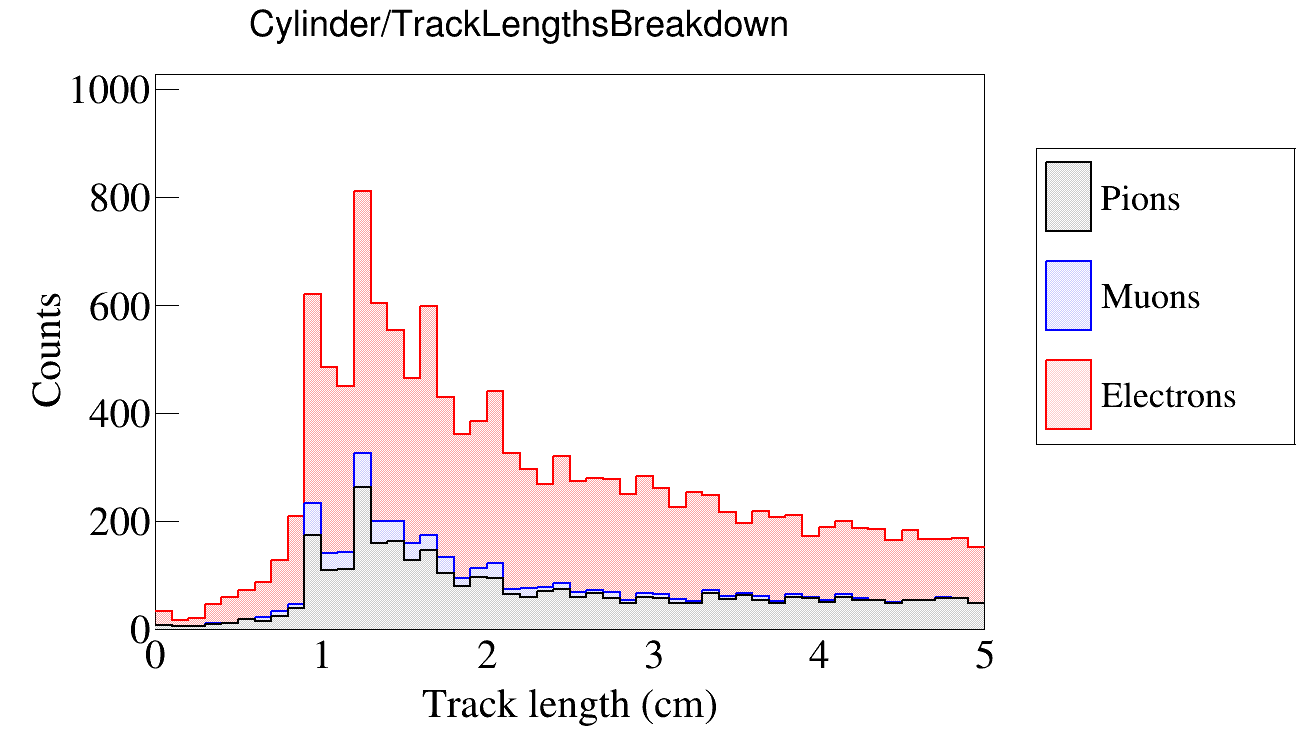 Cylinder/TrackLengthsBreakdown
1000
800
600
400
200
0
Counts
0 1 2 3 4 5
Track length (cm)
Pions
Muons
Electrons